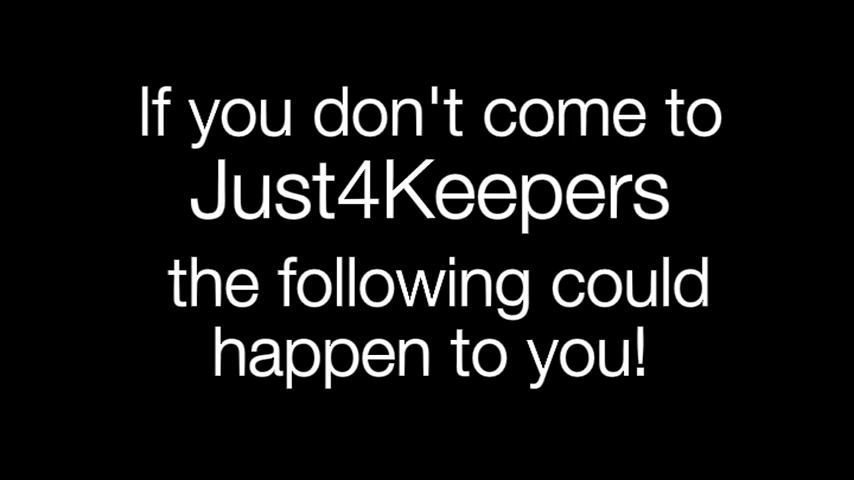 If you don't come to
Just4Keepers
the following could
happen to you!